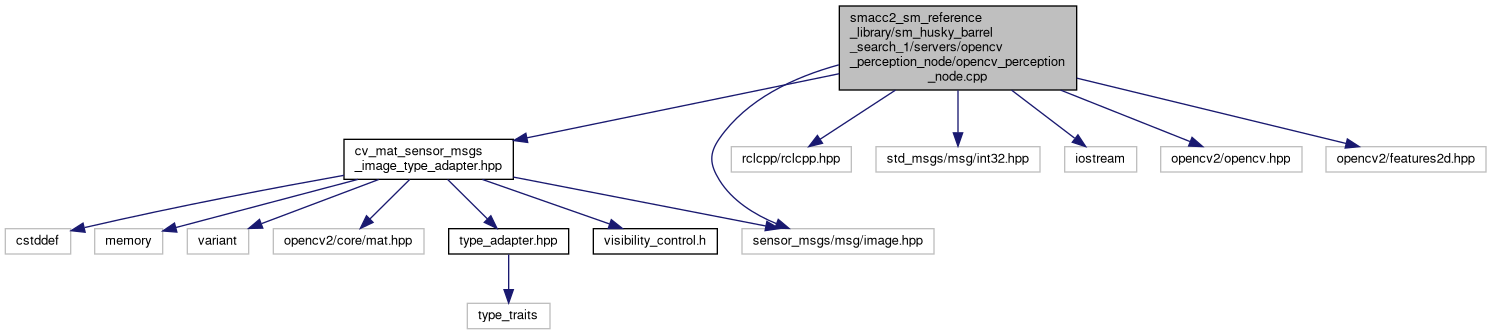 smacc2_sm_reference
_library/sm_husky_barrel
_search_1/servers/opencv
_perception_node/opencv_perception
_node.cpp
cv_mat_sensor_msgs
_image_type_adapter.hpp
rclcpp/rclcpp.hpp
std_msgs/msg/int32.hpp
iostream
opencv2/opencv.hpp
opencv2/features2d.hpp
cstddef
memory
variant
opencv2/core/mat.hpp
type_adapter.hpp
visibility_control.h
sensor_msgs/msg/image.hpp
type_traits